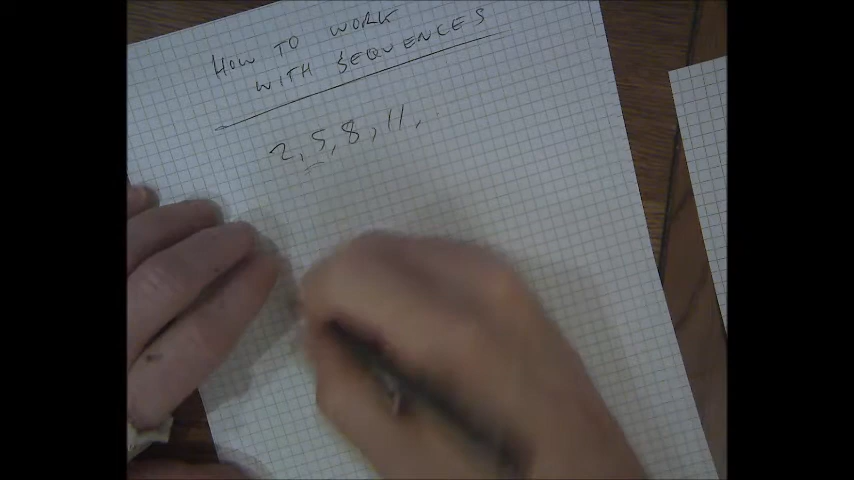 HOW TO WORK
WITH SEQUENCES
2, 5, 8, 11,